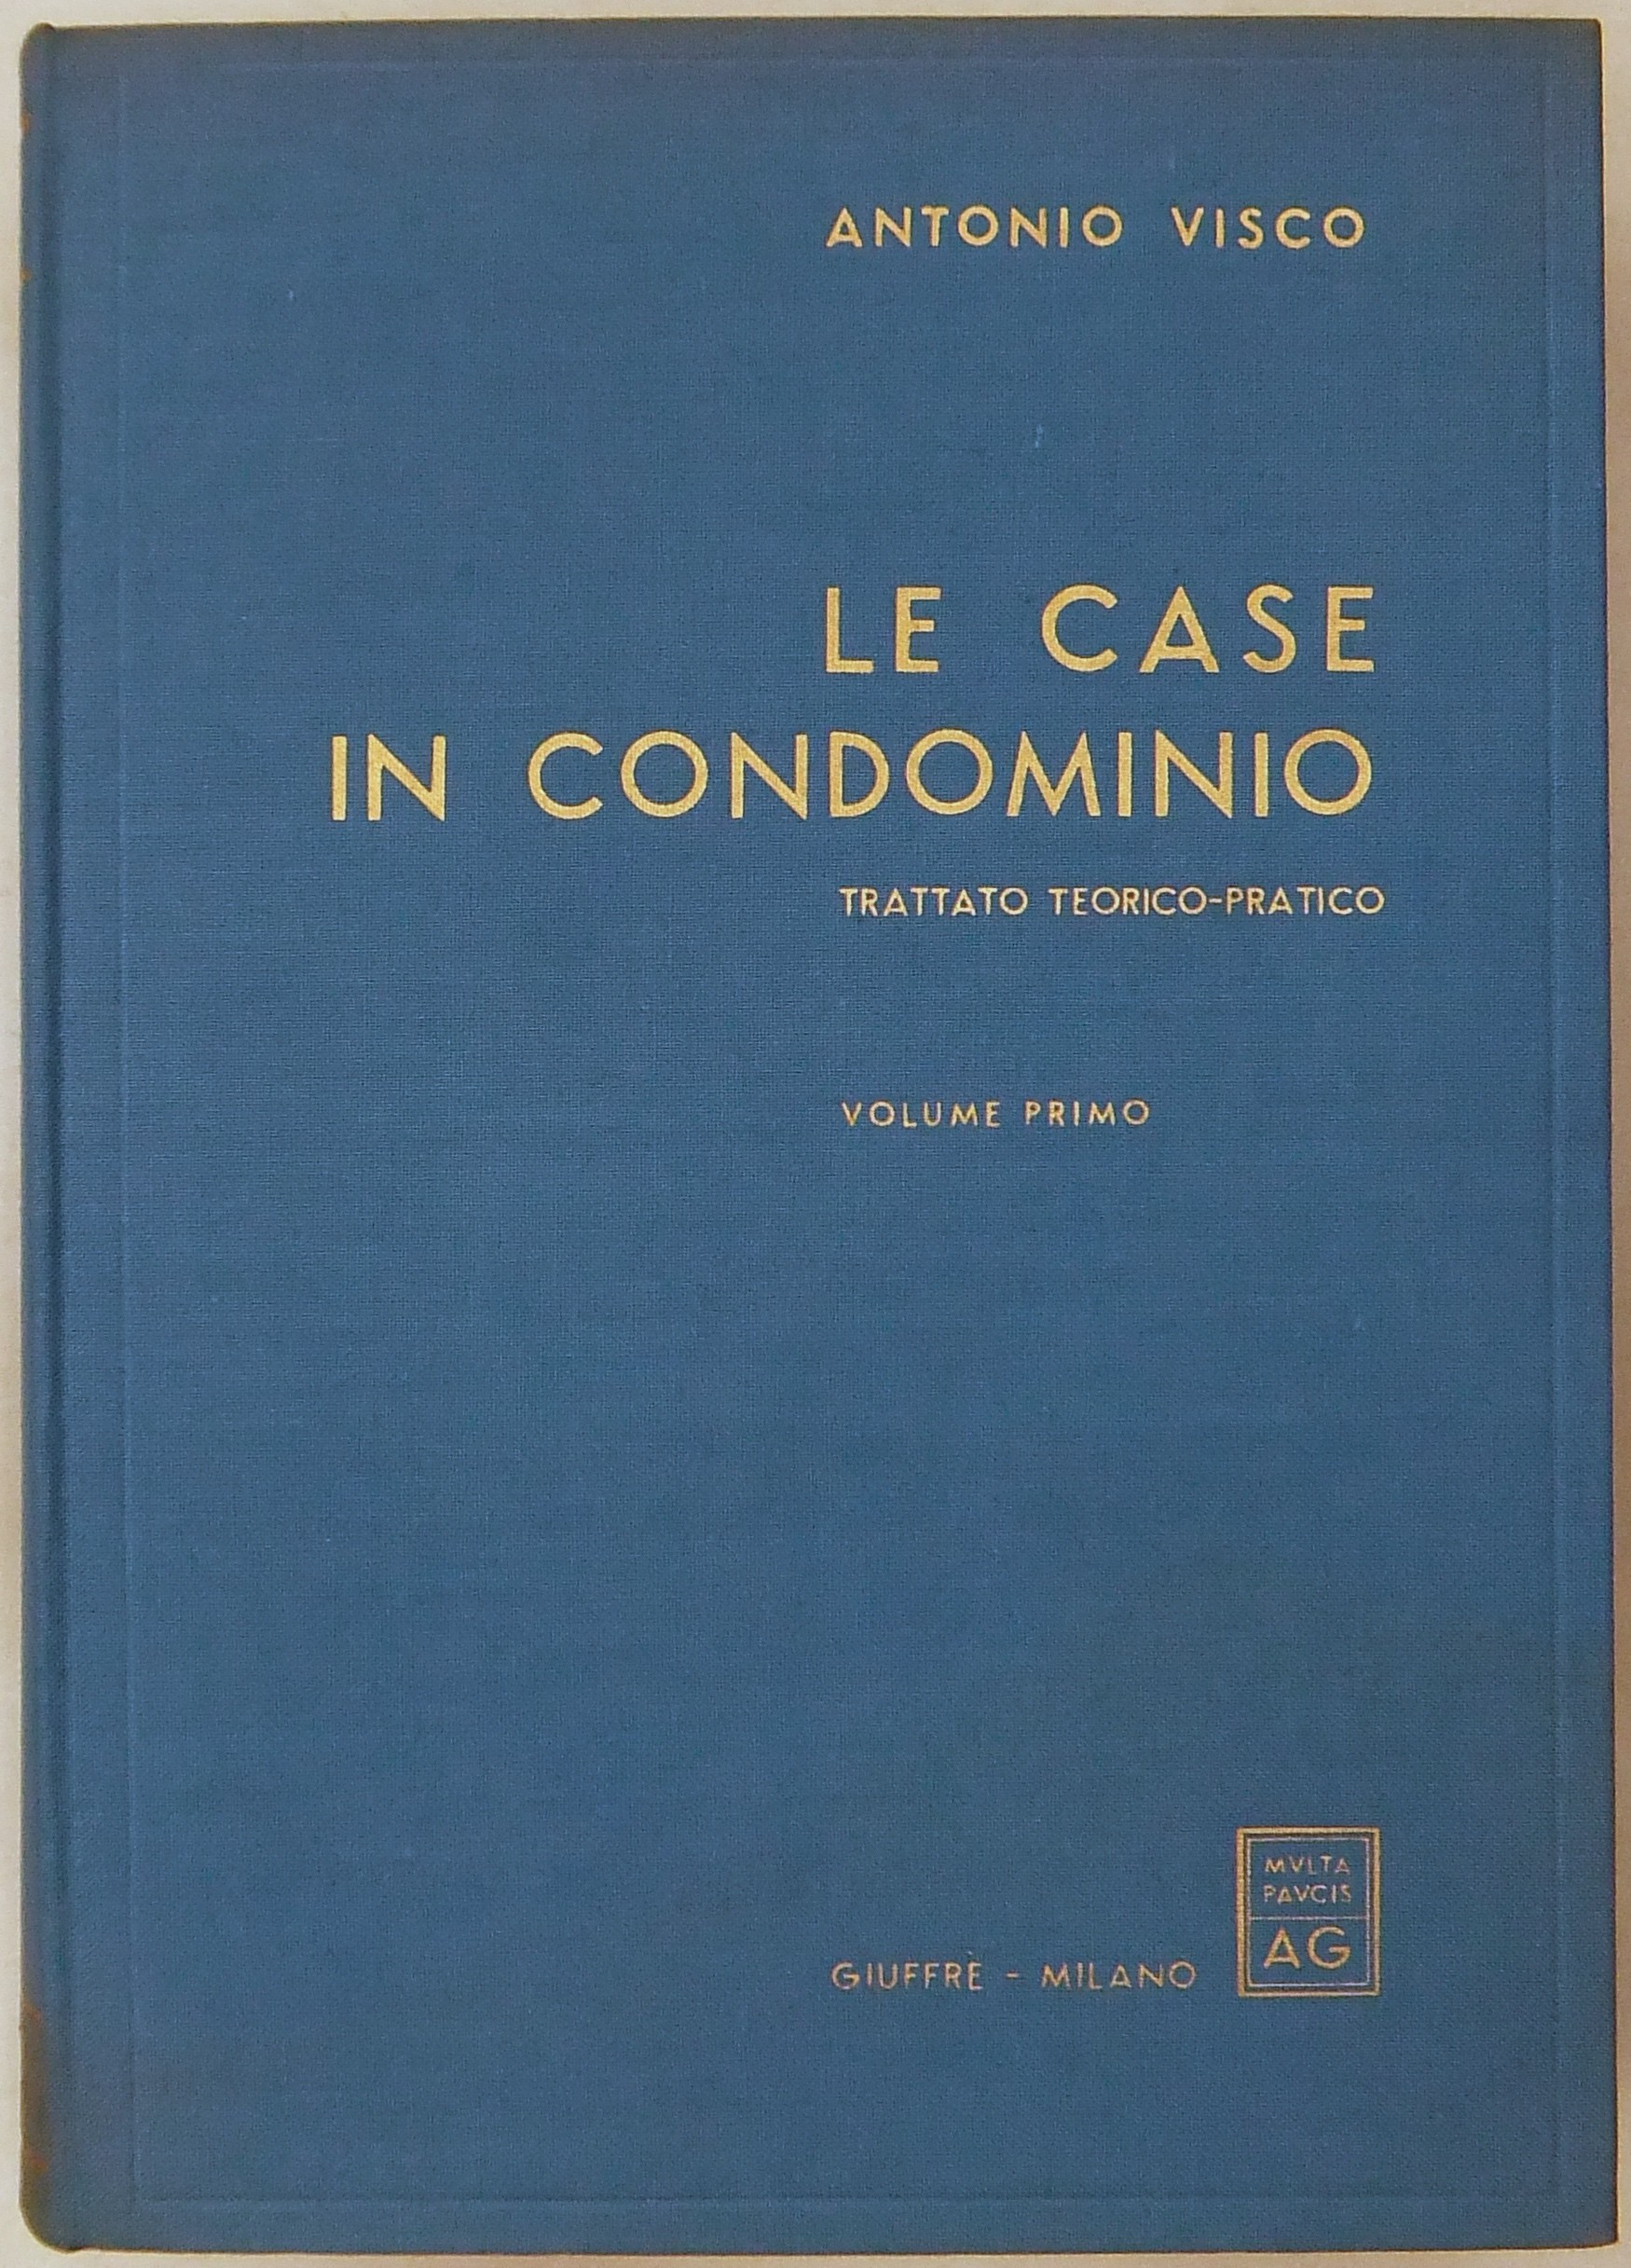 ANTONIO VISCO
LE CASE
IN CONDOMINIO
TRATTATO TEORICO-PRATICO
VOLUME PRIMO
MVLTA
PAVCIS
AG
GIUFFRÈ - MILANO